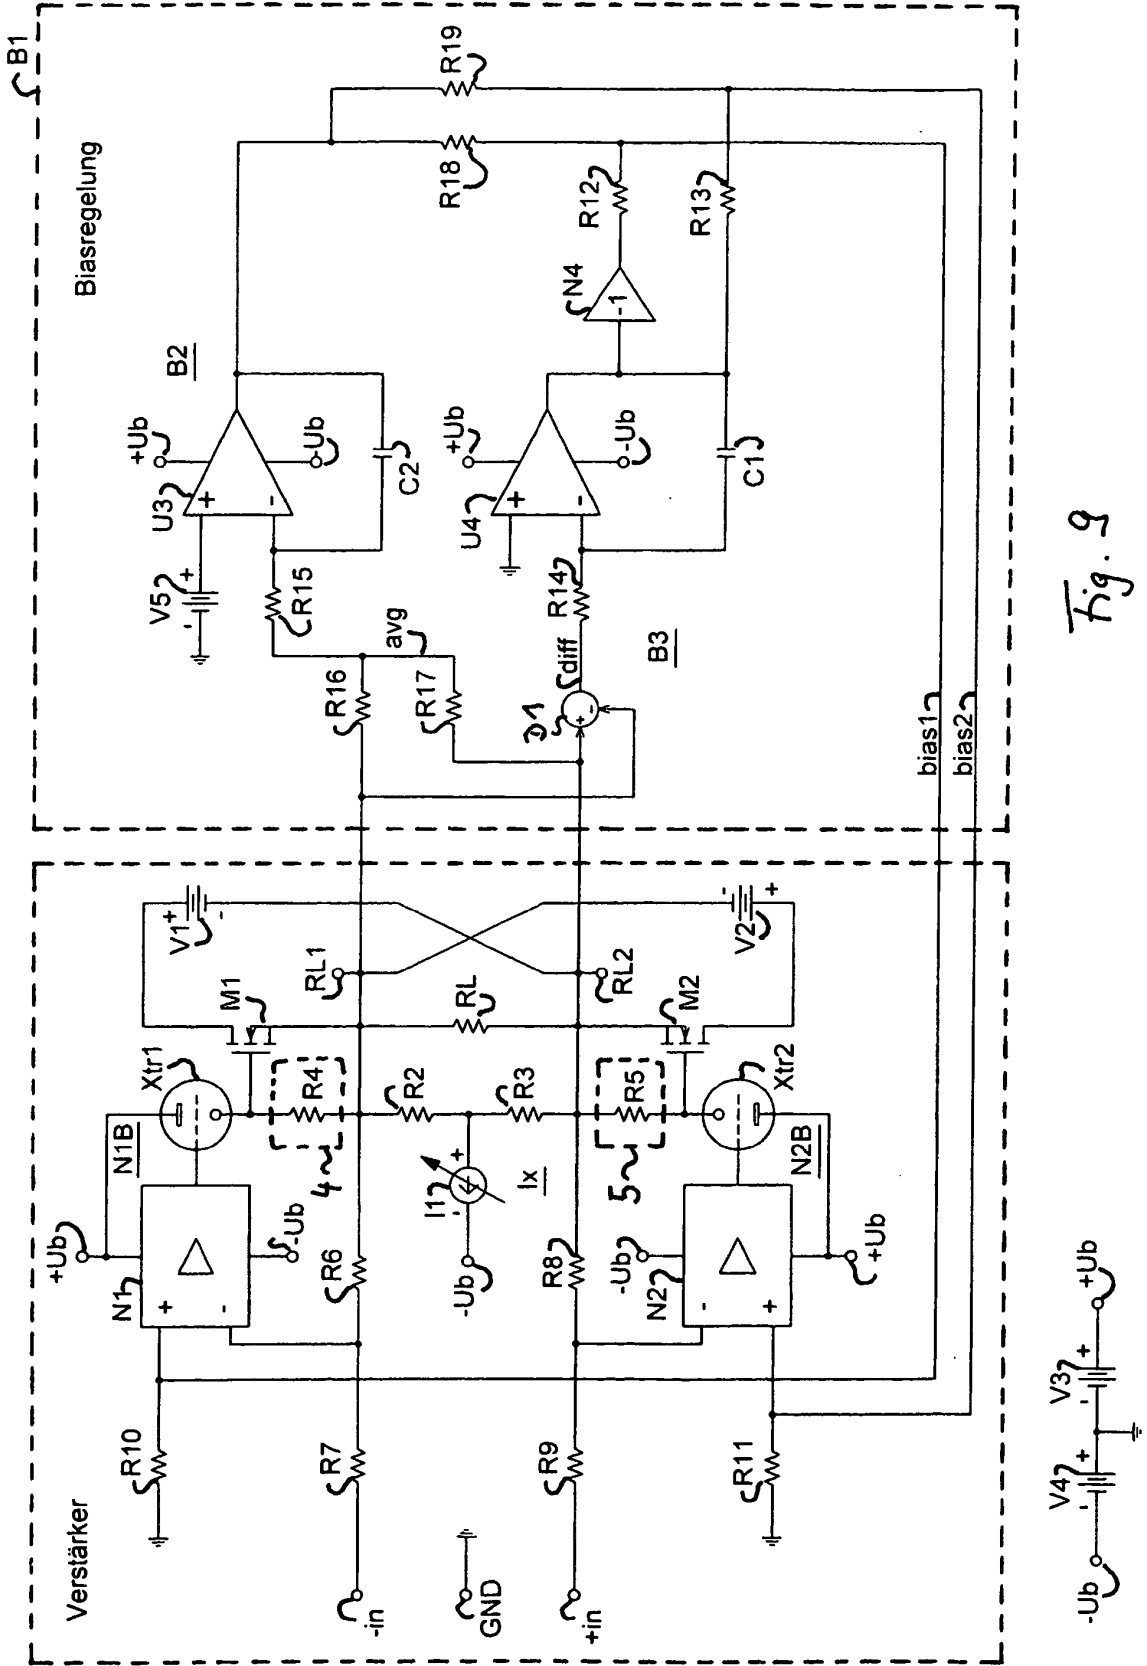 B1
Verstärker
Biasregelung
+Ub
N1B
Xtr1
V1
+
-
N1
+
-
-Ub
M1
R10
4
R4
RL1
R7
R6
-in
R2
RL
I1
+
-
Ix
-Ub
GND
R3
RL2
R9
R8
+in
5
R5
-Ub
N2
-
+
N2B
Xtr2
M2
V2
-
+
R11
+Ub
V5
+
-
U3
+
-
+Ub
-Ub
B2
R15
C2
R16
avg
R17
R19
R18
D1
+
-
diff
R14
U4
+
-
+Ub
-Ub
B3
C1
N4
-1
R12
R13
bias1
bias2
-Ub
V4
-
+
V3
-
+
+Ub
Fig. 9